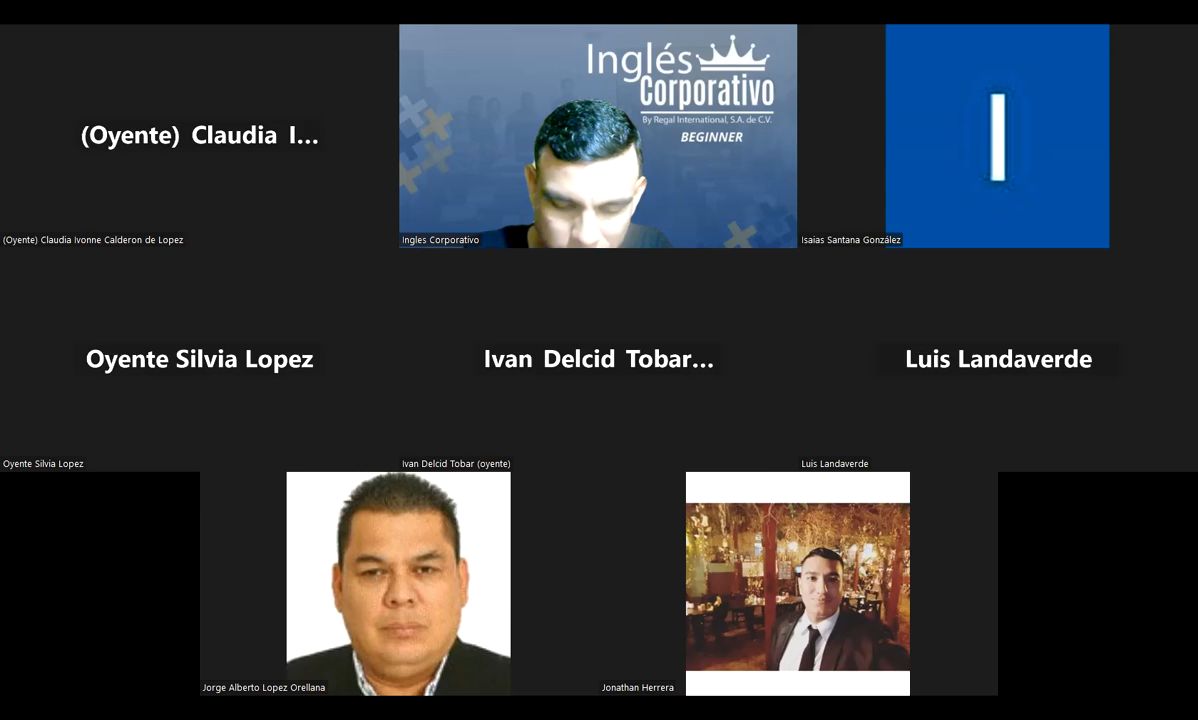 (Oyente) Claudia I...
(Oyente) Claudia Ivonne Calderon de Lopez
Inglés
Corporativo
By Regal International, S.A. de C.V.
BEGINNER
Ingles Corporativo
I
Isaias Santana González
Oyente Silvia Lopez
Oyente Silvia Lopez
Ivan Delcid Tobar...
Ivan Delcid Tobar (oyente)
Luis Landaverde
Luis Landaverde
Jorge Alberto Lopez Orellana
Jonathan Herrera